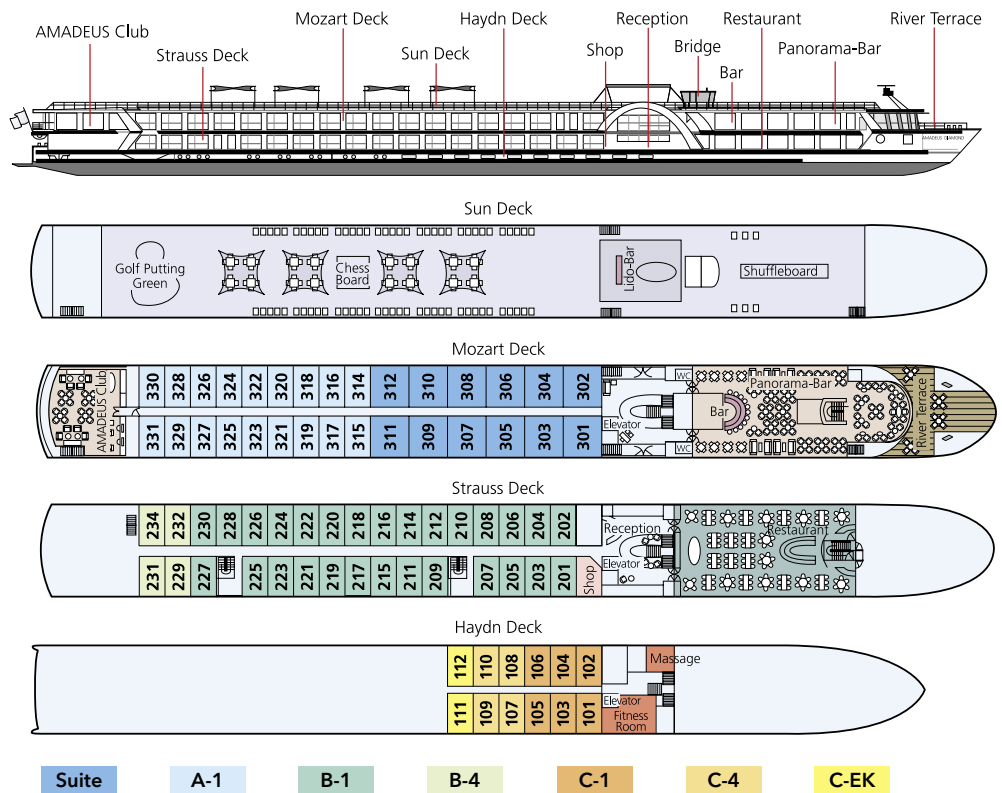 Mozart Deck
Haydn Deck
Reception
Restaurant
River Terrace
AMADEUS Club
Strauss Deck
Sun Deck
Shop
Bridge
Panorama-Bar
Bar
AMADEUS DIAMOND
Sun Deck
Golf Putting
Green
Chess
Board
Lido-Bar
Shuffleboard
Mozart Deck
AMADEUS Club
330 328 326 324 322 320 318 316 314 312 310 308 306 304 302
331 329 327 325 323 321 319 317 315 311 309 307 305 303 301
WC
Elevator
WC
Bar
Panorama-Bar
River Terrace
Strauss Deck
234 232 230 228 226 224 222 220 218 216 214 212 210 208 206 204 202
231 229 227 225 223 221 219 217 215 211 209 207 205 203 201
Shop
Reception
Elevator
Restaurant
Haydn Deck
112 110 108 106 104 102
111 109 107 105 103 101
Massage
Elevator
Fitness
Room
Suite A-1 B-1 B-4 C-1 C-4 C-EK